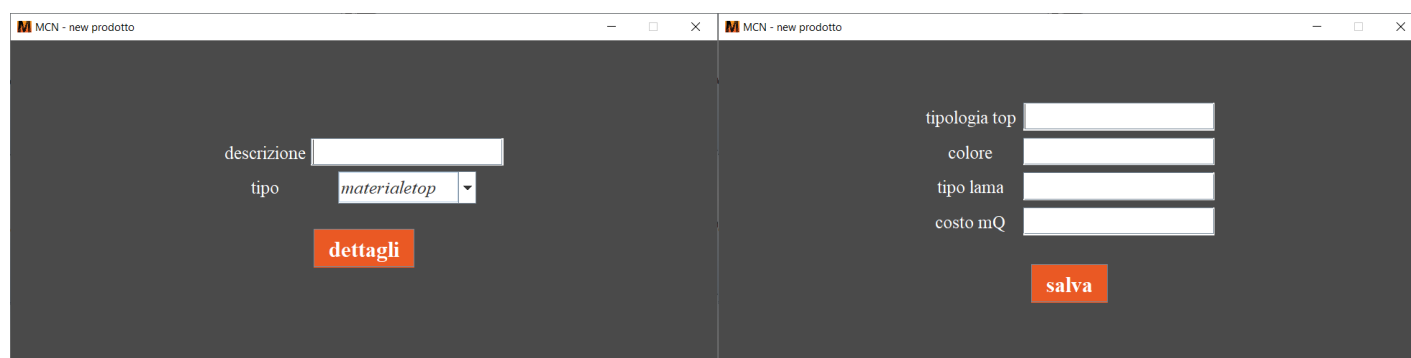 MCN - new prodotto
descrizione
tipo materialetop
dettagli
MCN - new prodotto
tipologia top
colore
tipo lama
costo mQ
salva